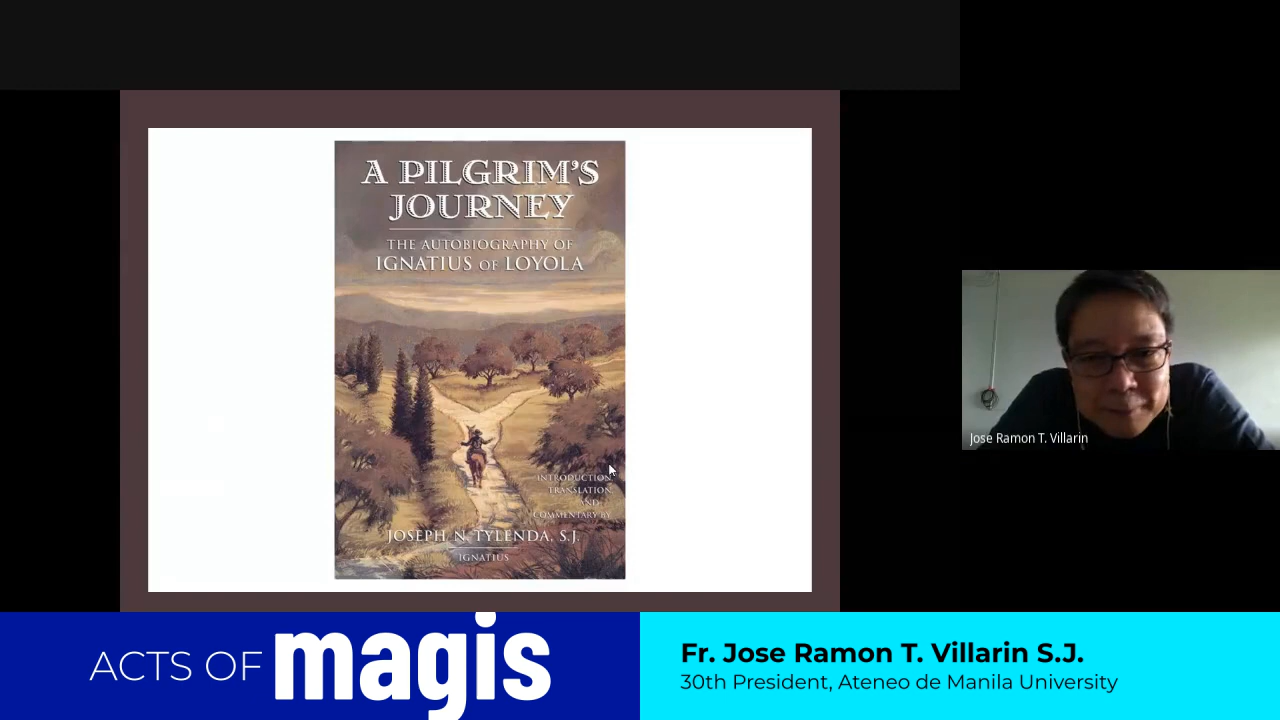 A PILGRIM'S
JOURNEY
THE AUTOBIOGRAPHY OF
IGNATIUS OF LOYOLA
INTRODUCTION,
TRANSLATION,
AND
COMMENTARY BY
JOSEPH N. TYLENDA, S.J.
IGNATIUS
Jose Ramon T. Villarin
ACTS OF magis
Fr. Jose Ramon T. Villarin S.J.
30th President, Ateneo de Manila University